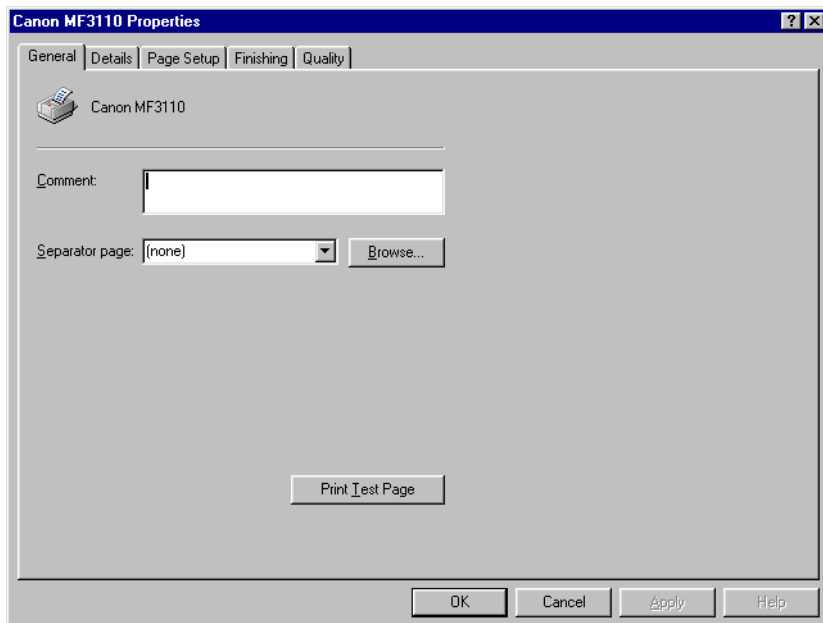 Canon MF3110 Properties
General Details Page Setup Finishing Quality
Canon MF3110
Comment:
Separator page: (none) Browse...
Print Test Page
OK Cancel Apply Help